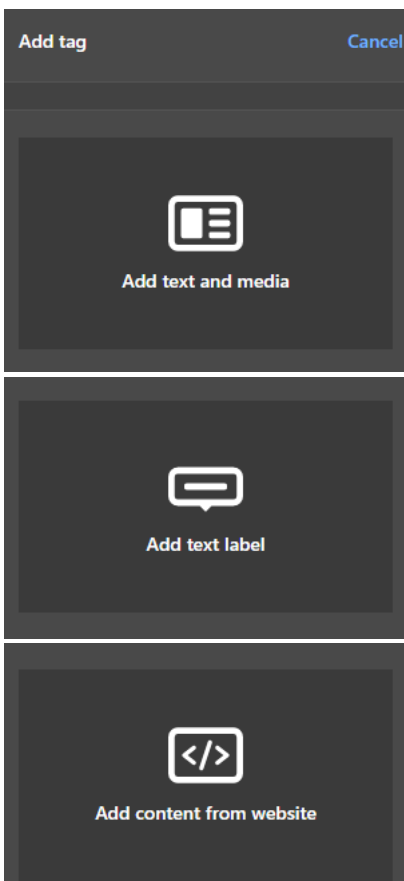 Add tag Cancel
Add text and media
Add text label
Add content from website